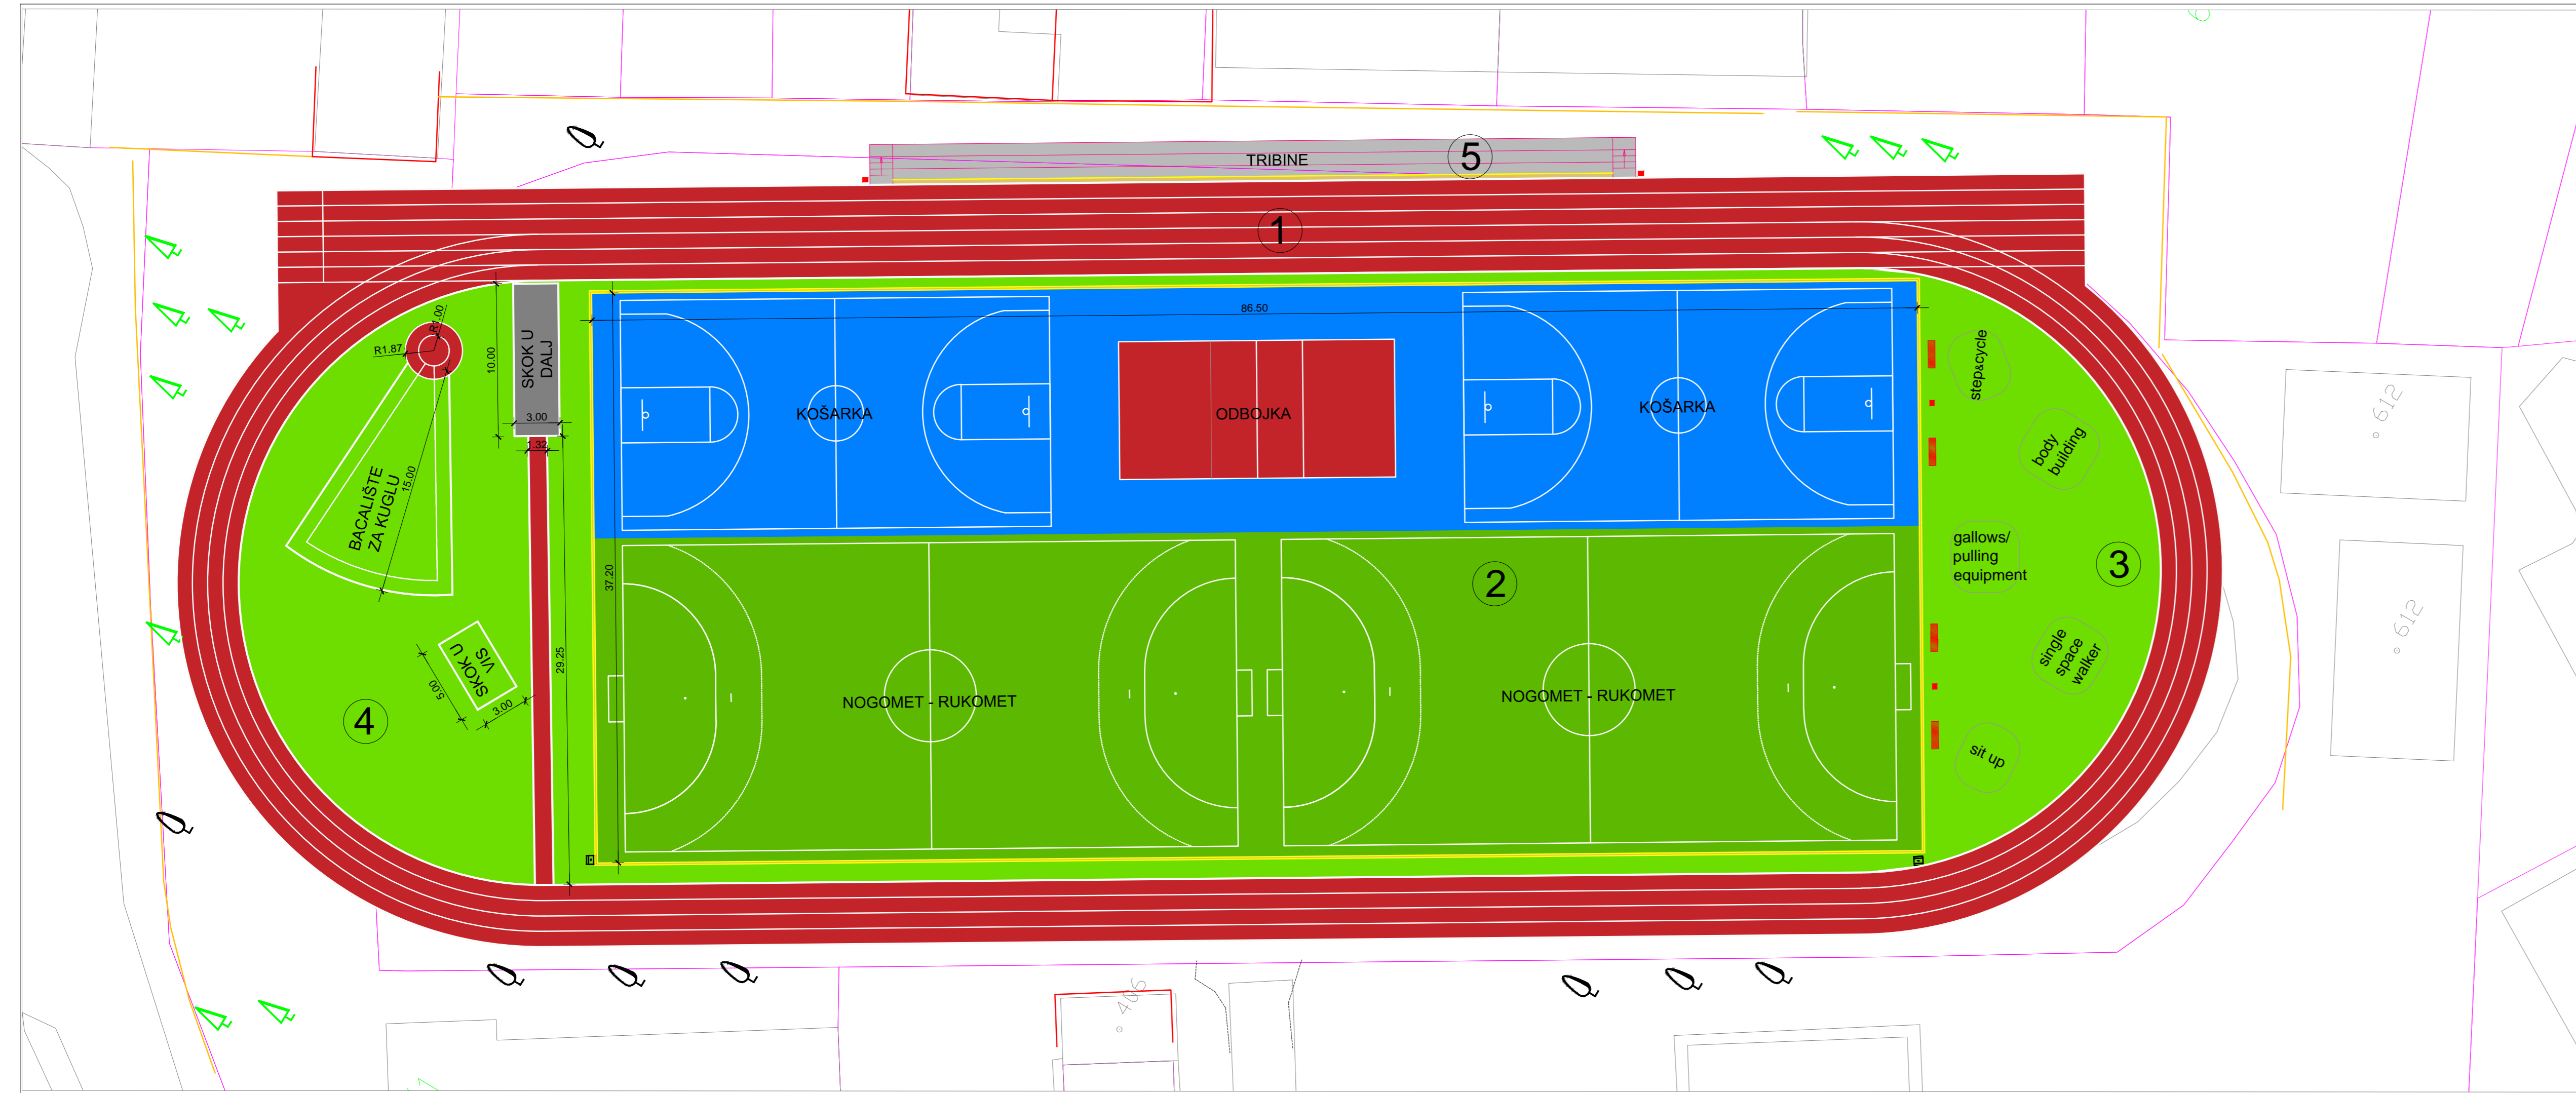 TRIBINE
5
1
R1.00
R1.87
10.00
SKOK U
DALJ
3.00
1.32
86.50
KOŠARKA
ODBOJKA
KOŠARKA
step&cycle
body
building
612
BACALIŠTE
ZA KUGLU
15.00
37.20
29.25
2
gallows/
pulling
equipment
3
612
SKOK U
VIS
5.00
3.00
4
NOGOMET - RUKOMET
NOGOMET - RUKOMET
single
space
walker
sit up
406